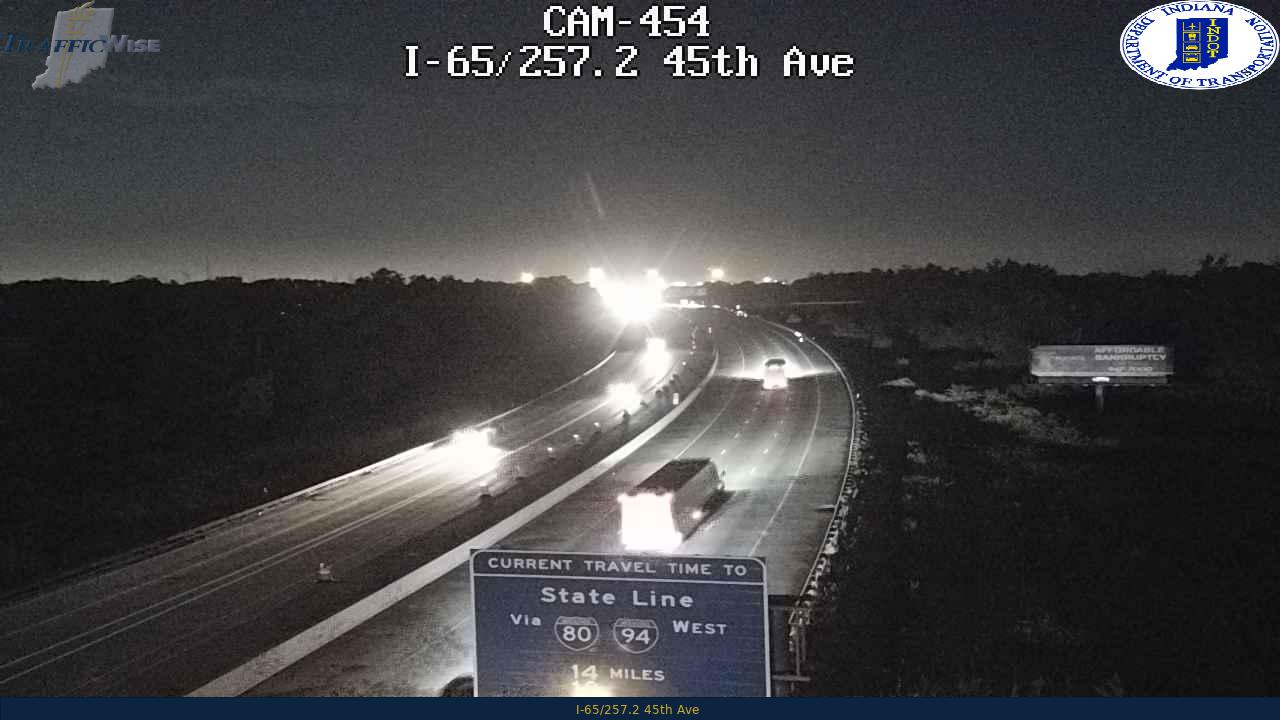 CAM-454
I-65/257.2 45th Ave
TRAFFICWISE
INDIANA
DEPARTMENT OF TRANSPORTATION
INDOT
AFFORDABLE
BANKRUPTCY
CURRENT TRAVEL TIME TO
State Line
Via 80 94 WEST
14 MILES
I-65/257.2 45th Ave